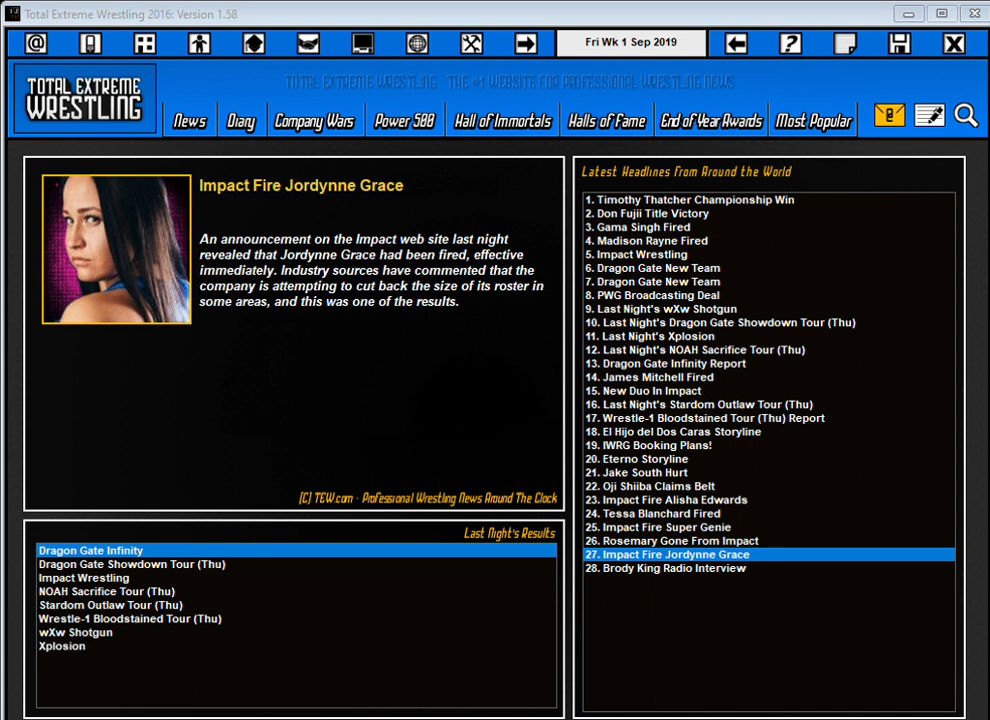 Total Extreme Wrestling 2016: Version 1.58
Fri Wk 1 Sep 2019
TOTAL EXTREME WRESTLING
TOTAL EXTREME WRESTLING THE #1 WEBSITE FOR PROFESSIONAL WRESTLING NEWS
News Diary Company Wars Power 500 Hall of Immortals Halls of Fame End of Year Awards Most Popular
Impact Fire Jordynne Grace
An announcement on the Impact web site last night
revealed that Jordynne Grace had been fired, effective
immediately. Industry sources have commented that the
company is attempting to cut back the size of its roster in
some areas, and this was one of the results.
(C) TEW.com - Professional Wrestling News Around The Clock
Last Night's Results
Dragon Gate Infinity
Dragon Gate Showdown Tour (Thu)
Impact Wrestling
NOAH Sacrifice Tour (Thu)
Stardom Outlaw Tour (Thu)
Wrestle-1 Bloodstained Tour (Thu)
wXw Shotgun
Xplosion
Latest Headlines From Around the World
1. Timothy Thatcher Championship Win
2. Don Fujii Title Victory
3. Gama Singh Fired
4. Madison Rayne Fired
5. Impact Wrestling
6. Dragon Gate New Team
7. Dragon Gate New Team
8. PWG Broadcasting Deal
9. Last Night's wXw Shotgun
10. Last Night's Dragon Gate Showdown Tour (Thu)
11. Last Night's Xplosion
12. Last Night's NOAH Sacrifice Tour (Thu)
13. Dragon Gate Infinity Report
14. James Mitchell Fired
15. New Duo In Impact
16. Last Night's Stardom Outlaw Tour (Thu)
17. Wrestle-1 Bloodstained Tour (Thu) Report
18. El Hijo del Dos Caras Storyline
19. IWRG Booking Plans!
20. Eterno Storyline
21. Jake South Hurt
22. Oji Shiiba Claims Belt
23. Impact Fire Alisha Edwards
24. Tessa Blanchard Fired
25. Impact Fire Super Genie
26. Rosemary Gone From Impact
27. Impact Fire Jordynne Grace
28. Brody King Radio Interview